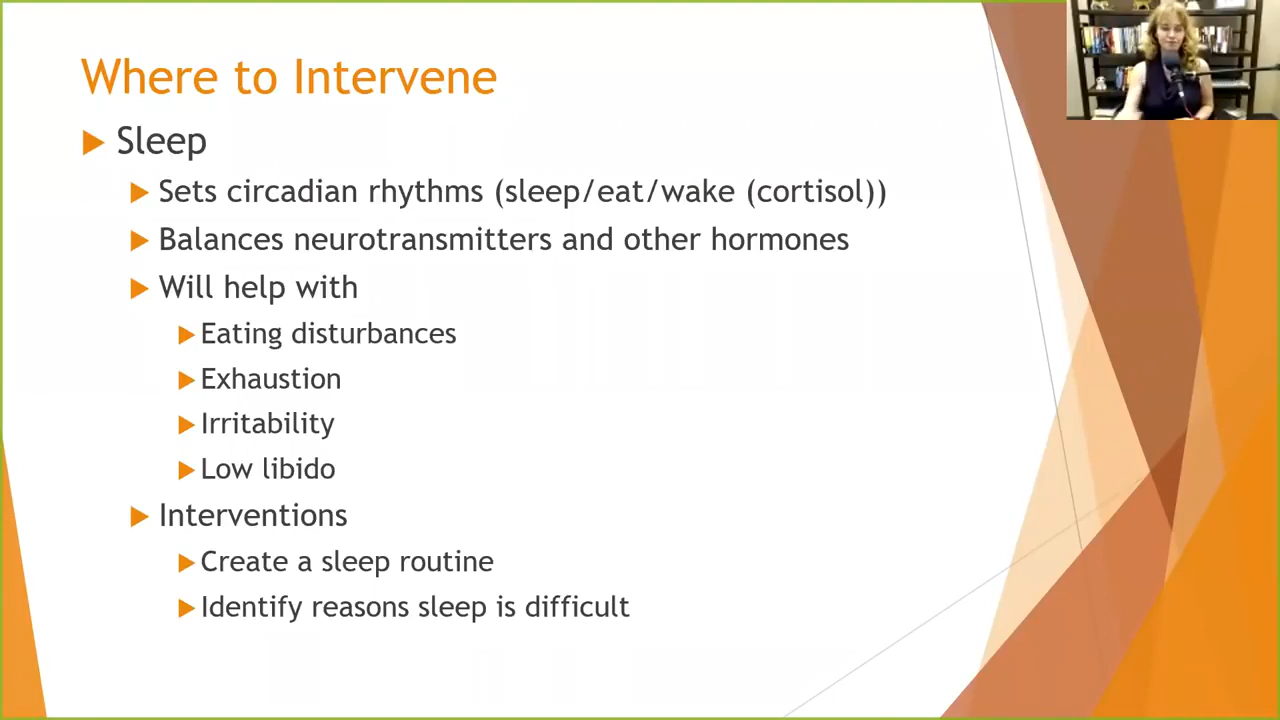 Where to Intervene
Sleep
Sets circadian rhythms (sleep/eat/wake (cortisol))
Balances neurotransmitters and other hormones
Will help with
Eating disturbances
Exhaustion
Irritability
Low libido
Interventions
Create a sleep routine
Identify reasons sleep is difficult